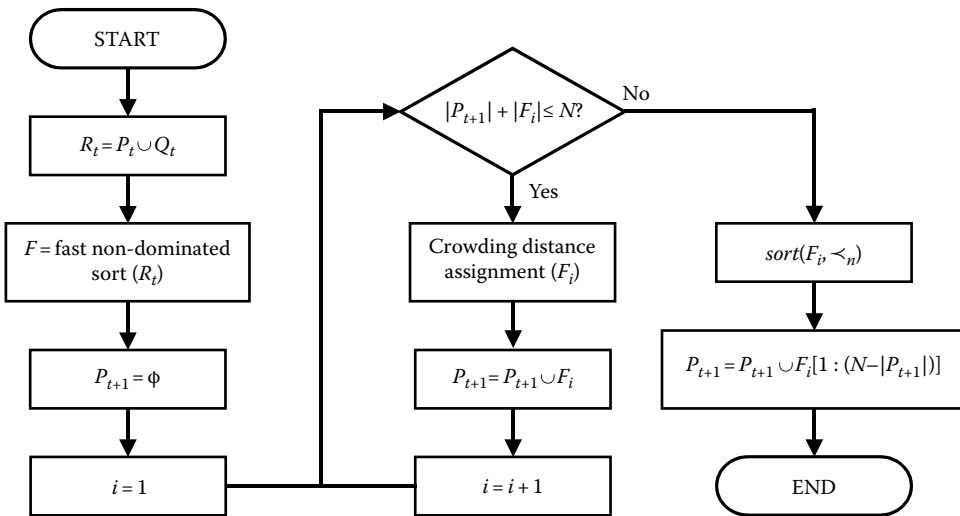 START
R_t = P_t ∪ Q_t
F = fast non-dominated
sort (R_t)
P_{t+1} = ϕ
i = 1
|P_{t+1}| + |F_i| ≤ N?
Yes
No
Crowding distance
assignment (F_i)
P_{t+1} = P_{t+1} ∪ F_i
i = i + 1
sort(F_i, ≺_n)
P_{t+1} = P_{t+1} ∪ F_i[1 : (N–|P_{t+1}|)]
END